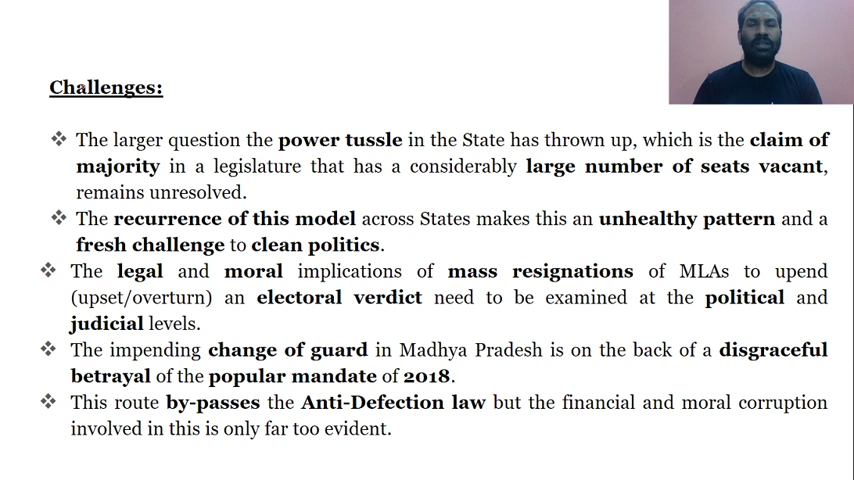 Challenges:
❖ The larger question the power tussle in the State has thrown up, which is the claim of
majority in a legislature that has a considerably large number of seats vacant,
remains unresolved.
❖ The recurrence of this model across States makes this an unhealthy pattern and a
fresh challenge to clean politics.
❖ The legal and moral implications of mass resignations of MLAs to upend
(upset/overturn) an electoral verdict need to be examined at the political and
judicial levels.
❖ The impending change of guard in Madhya Pradesh is on the back of a disgraceful
betrayal of the popular mandate of 2018.
❖ This route by-passes the Anti-Defection law but the financial and moral corruption
involved in this is only far too evident.